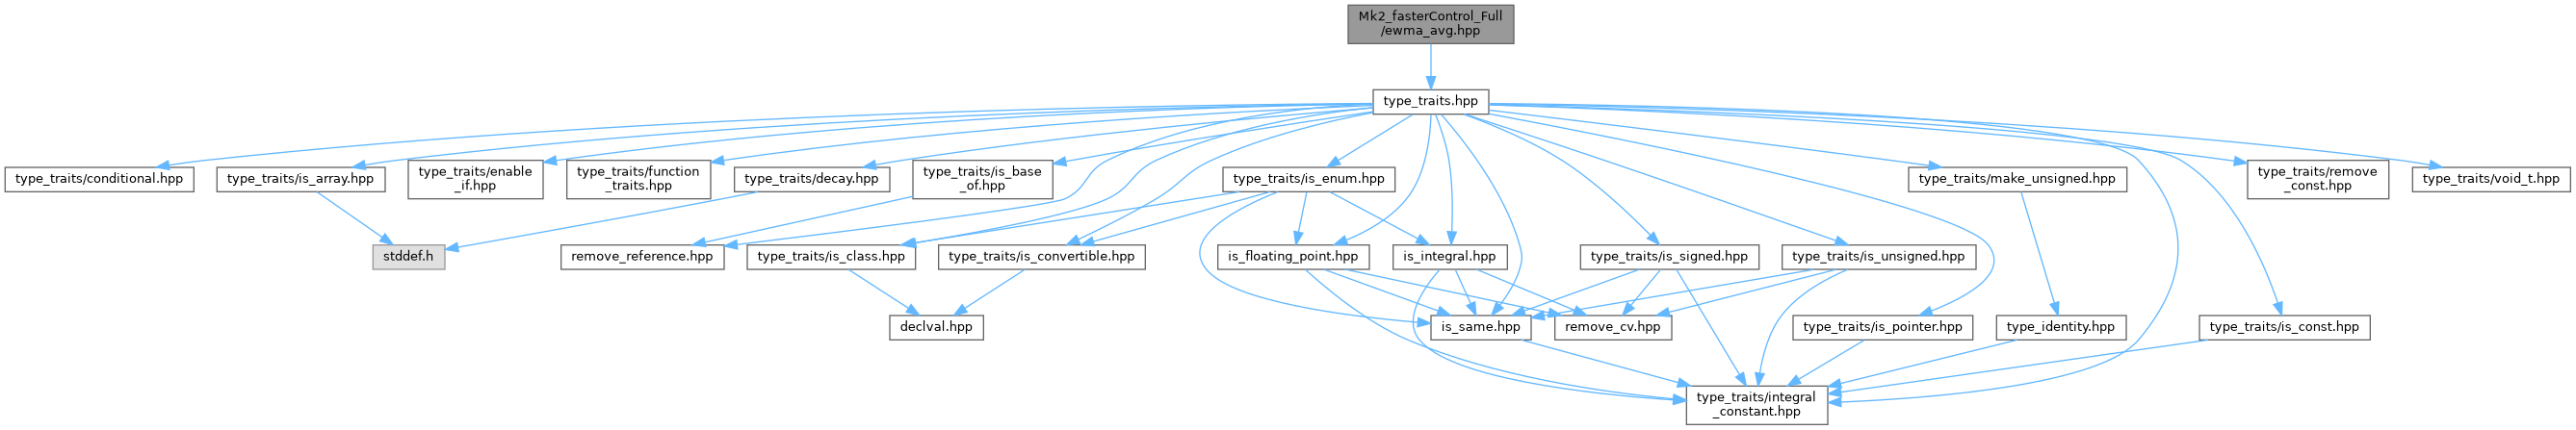 Mk2_fasterControl_Full
/ewma_avg.hpp
type_traits.hpp
type_traits/conditional.hpp
type_traits/is_array.hpp
type_traits/enable
_if.hpp
type_traits/function
_traits.hpp
type_traits/decay.hpp
type_traits/is_base
_of.hpp
type_traits/is_enum.hpp
type_traits/make_unsigned.hpp
type_traits/remove
_const.hpp
type_traits/void_t.hpp
stddef.h
remove_reference.hpp
type_traits/is_class.hpp
type_traits/is_convertible.hpp
is_floating_point.hpp
is_integral.hpp
type_traits/is_signed.hpp
type_traits/is_unsigned.hpp
declval.hpp
is_same.hpp
remove_cv.hpp
type_traits/is_pointer.hpp
type_identity.hpp
type_traits/is_const.hpp
type_traits/integral
_constant.hpp